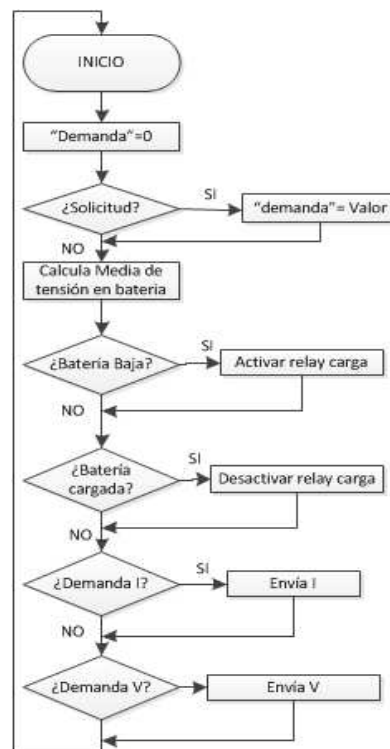 INICIO
"Demanda"=0
¿Solicitud?
SI
"demanda"= Valor
NO
Calcula Media de
tensión en bateria
¿Batería Baja?
SI
Activar relay carga
NO
¿Batería
cargada?
SI
Desactivar relay carga
NO
¿Demanda I?
SI
Envía I
NO
¿Demanda V?
Envía V